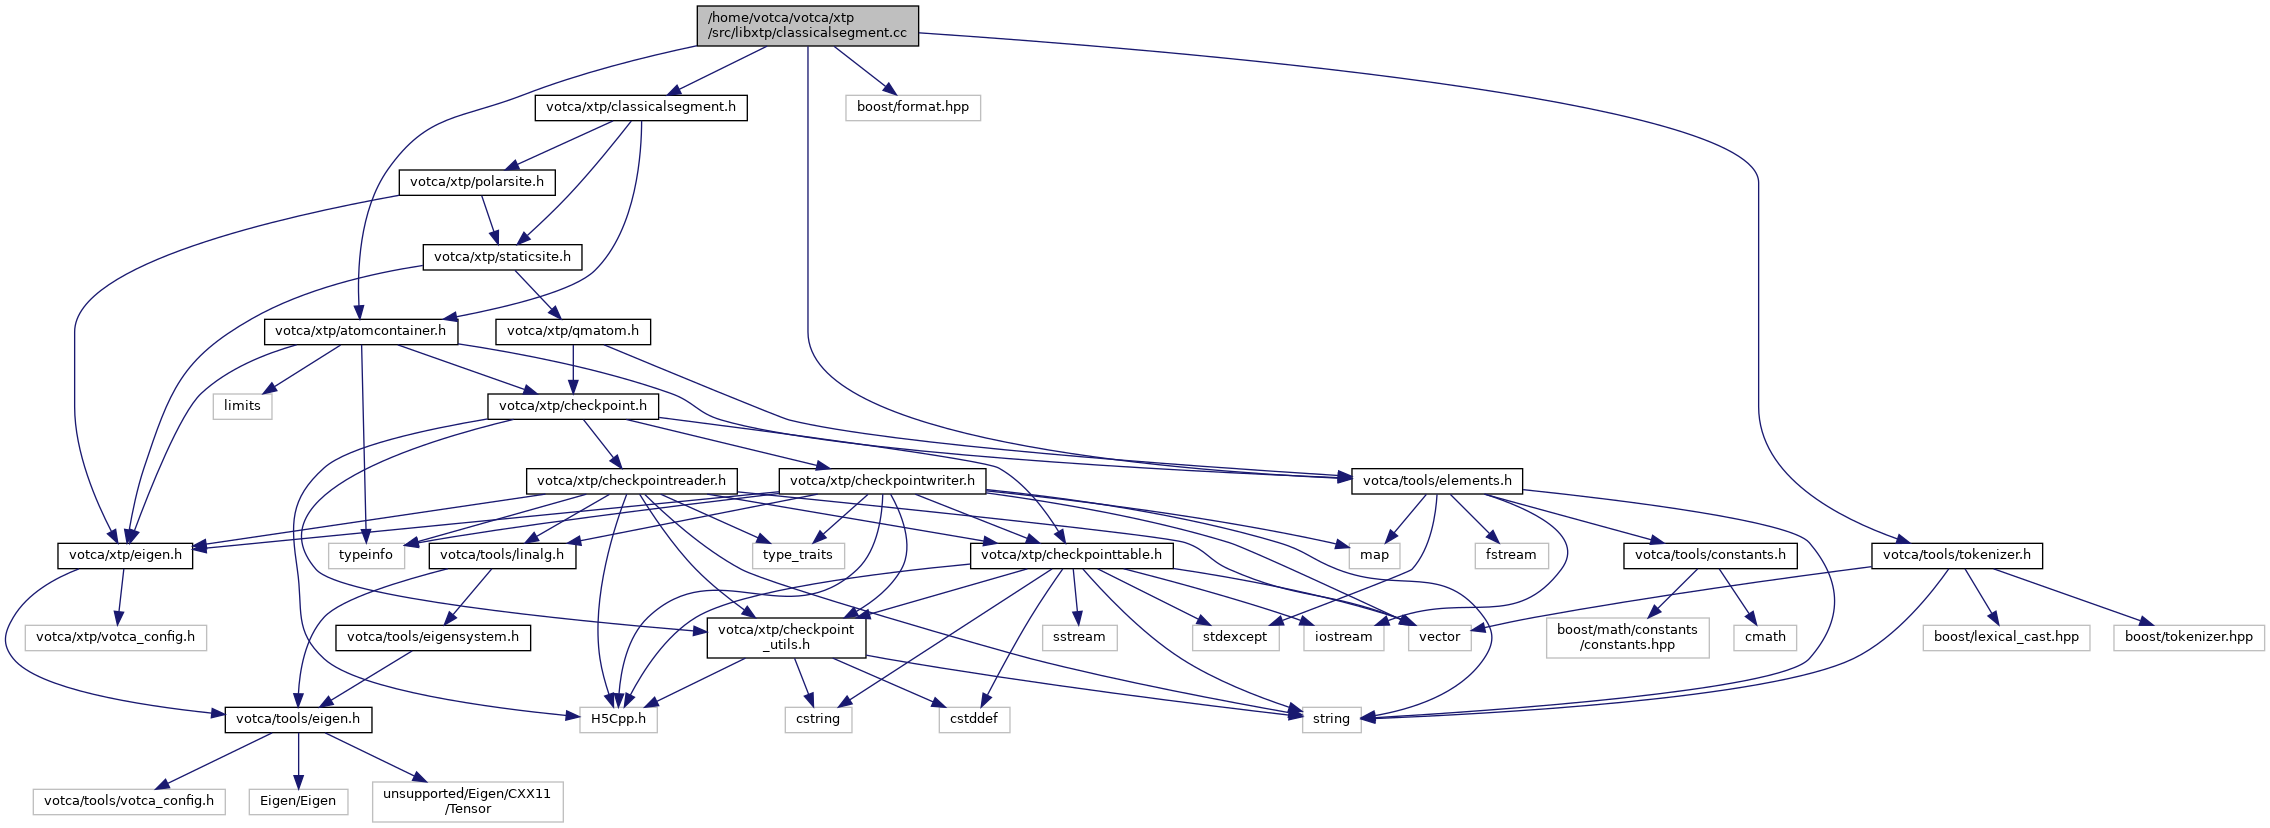 /home/votca/votca/xtp
/src/libxtp/classicalsegment.cc
votca/xtp/classicalsegment.h
boost/format.hpp
votca/xtp/polarsite.h
votca/xtp/staticsite.h
votca/xtp/atomcontainer.h
votca/xtp/qmatom.h
limits
votca/xtp/checkpoint.h
votca/xtp/checkpointreader.h
votca/xtp/checkpointwriter.h
votca/tools/elements.h
votca/xtp/eigen.h
typeinfo
votca/tools/linalg.h
type_traits
votca/xtp/checkpointtable.h
map
fstream
votca/tools/constants.h
votca/tools/tokenizer.h
votca/xtp/votca_config.h
votca/tools/eigensystem.h
votca/xtp/checkpoint
_utils.h
sstream
stdexcept
iostream
vector
boost/math/constants
/constants.hpp
cmath
boost/lexical_cast.hpp
boost/tokenizer.hpp
votca/tools/eigen.h
H5Cpp.h
cstring
cstddef
string
votca/tools/votca_config.h
Eigen/Eigen
unsupported/Eigen/CXX11
/Tensor